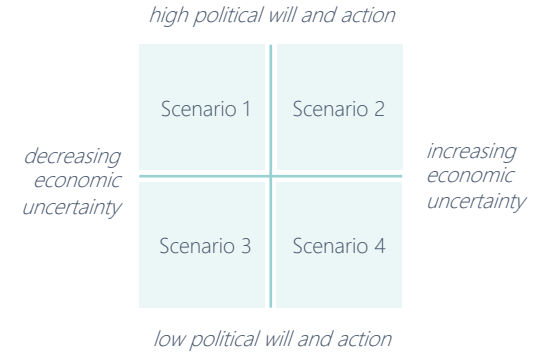 high political will and action
Scenario 1
Scenario 2
decreasing
economic
uncertainty
increasing
economic
uncertainty
Scenario 3
Scenario 4
low political will and action